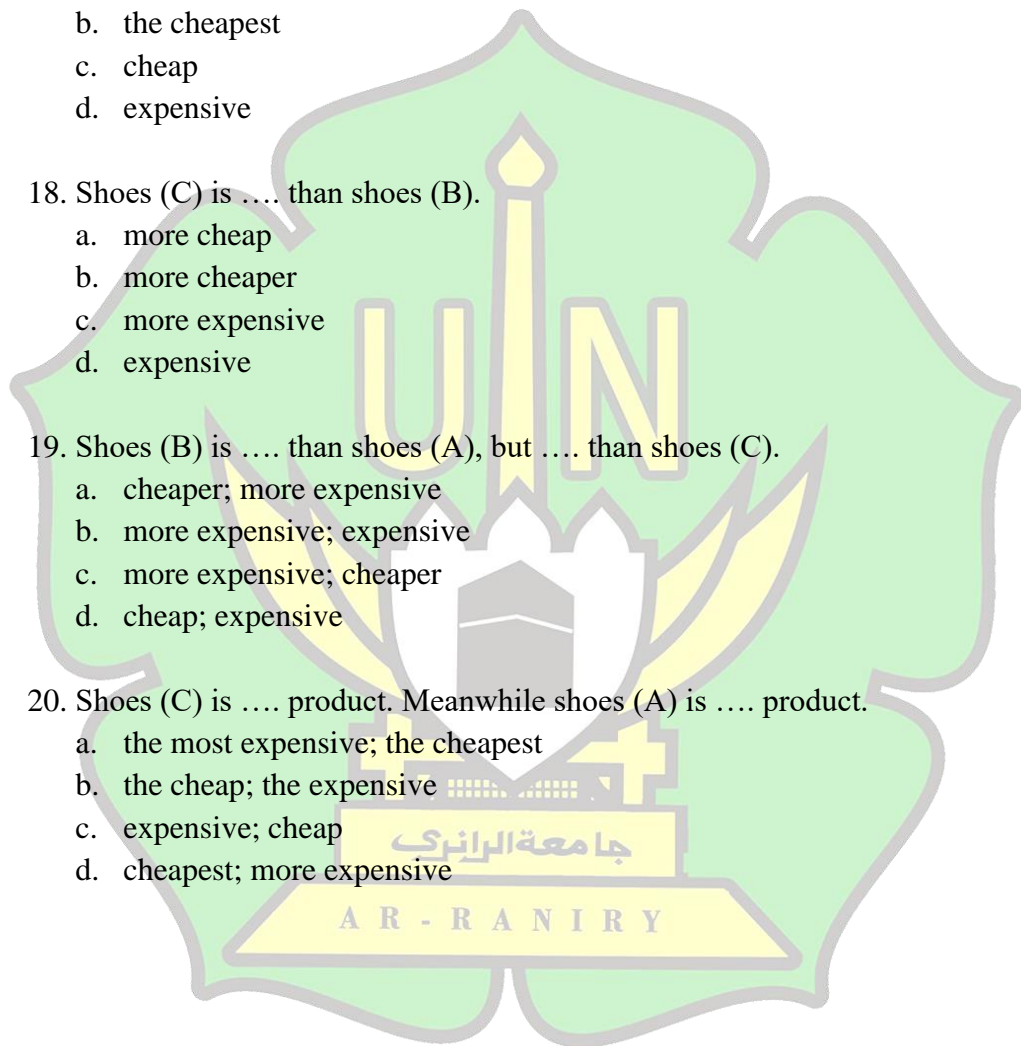 b. the cheapest
c. cheap
d. expensive
18. Shoes (C) is …. than shoes (B).
a. more cheap
b. more cheaper
c. more expensive
d. expensive
19. Shoes (B) is …. than shoes (A), but …. than shoes (C).
a. cheaper; more expensive
b. more expensive; expensive
c. more expensive; cheaper
d. cheap; expensive
20. Shoes (C) is …. product. Meanwhile shoes (A) is …. product.
a. the most expensive; the cheapest
b. the cheap; the expensive
c. expensive; cheap
d. cheapest; more expensive
UIN
جامعة الرانري
AR - RANIRY